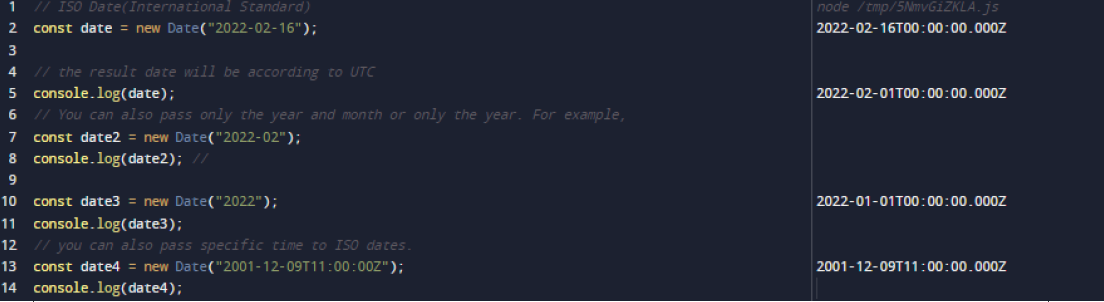 1 // ISO Date(International Standard)
2 const date = new Date("2022-02-16");
3
4 // the result date will be according to UTC
5 console.log(date);
6 // You can also pass only the year and month or only the year. For example,
7 const date2 = new Date("2022-02");
8 console.log(date2); //
9
10 const date3 = new Date("2022");
11 console.log(date3);
12 // you can also pass specific time to ISO dates.
13 const date4 = new Date("2001-12-09T11:00:00Z");
14 console.log(date4);
node /tmp/5NmvGiZKLA.js
2022-02-16T00:00:00.000Z
2022-02-01T00:00:00.000Z
2022-01-01T00:00:00.000Z
2001-12-09T11:00:00.000Z